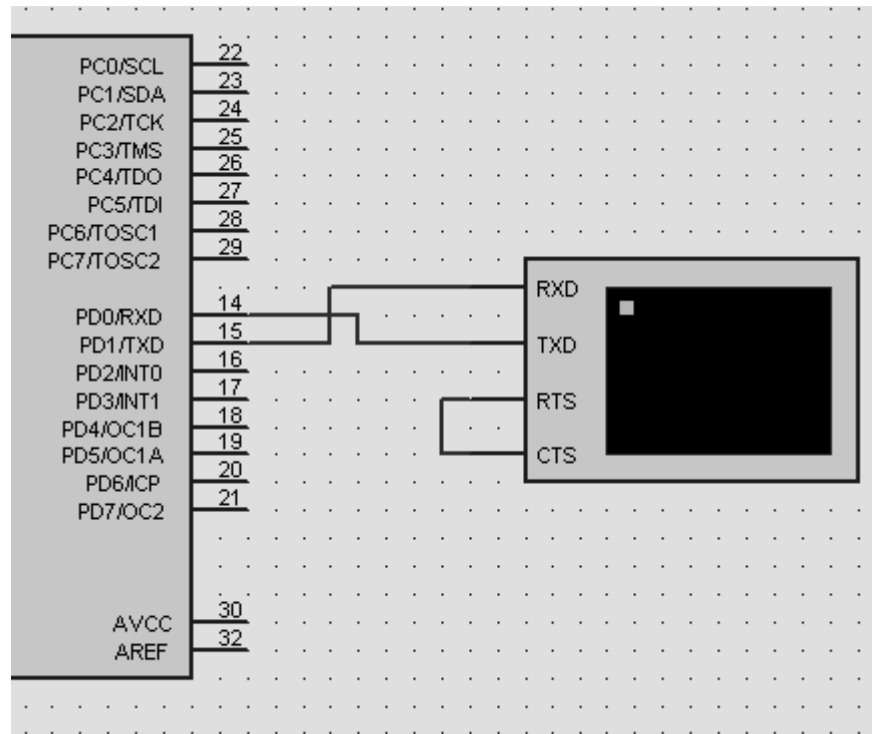 PC0/SCL 22
PC1/SDA 23
PC2/TCK 24
PC3/TMS 25
PC4/TDO 26
PC5/TDI 27
PC6/TOSC1 28
PC7/TOSC2 29
PD0/RXD 14
PD1/TXD 15
PD2/INT0 16
PD3/INT1 17
PD4/OC1B 18
PD5/OC1A 19
PD6/ICP 20
PD7/OC2 21
AVCC 30
AREF 32
RXD
TXD
RTS
CTS